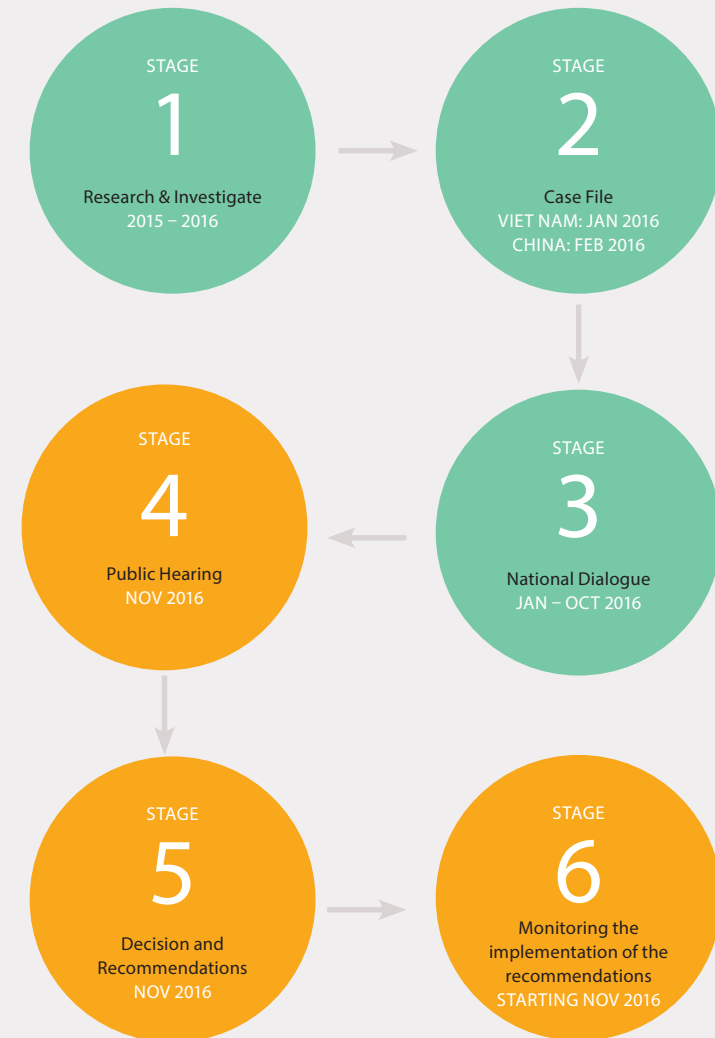 STAGE
1
Research & Investigate
2015 – 2016
STAGE
2
Case File
VIET NAM: JAN 2016
CHINA: FEB 2016
STAGE
3
National Dialogue
JAN – OCT 2016
STAGE
4
Public Hearing
NOV 2016
STAGE
5
Decision and
Recommendations
NOV 2016
STAGE
6
Monitoring the
implementation of the
recommendations
STARTING NOV 2016